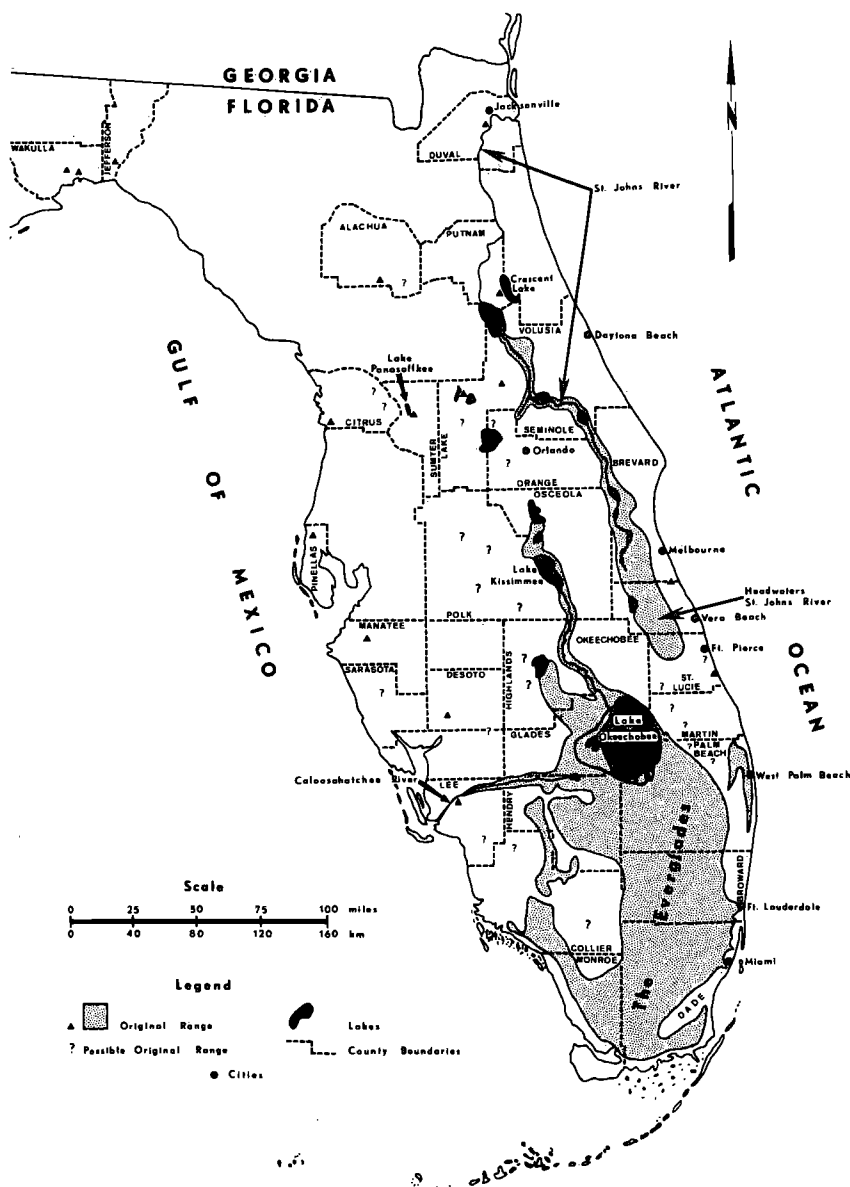 GEORGIA
FLORIDA
Jacksonville
WAKULLA
JEFFERSON
DUVAL
N
St. Johns River
ALACHUA
PUTNAM
?
Crescent
Lake
VOLUSIA
Daytona Beach
GULF
OF
MEXICO
ATLANTIC
OCEAN
Lake
Panasoffkee
?
?
CITRUS
SUMTER
LAKE
?
?
SEMINOLE
Orlando
?
BREVARD
ORANGE
OSCEOLA
PINELLAS
?
?
?
?
Lake
Kissimmee
Melbourne
Headwaters
St. Johns River
Vero Beach
POLK
MANATEE
OKEECHOBEE
Ft. Pierce
?
SARASOTA
?
DESOTO
HIGHLANDS
?
?
?
ST.
LUCIE
?
?
GLADES
Lake
Okeechobee
MARTIN
?
PALM
BEACH
West Palm Beach
Caloosahatchee River
LEE
HENDRY
?
?
The Everglades
BROWARD
Ft. Lauderdale
?
COLLIER
MONROE
Miami
DADE
Scale
0 25 50 75 100 miles
0 40 80 120 160 km
Legend
Original Range
Lakes
? Possible Original Range
County Boundaries
Cities